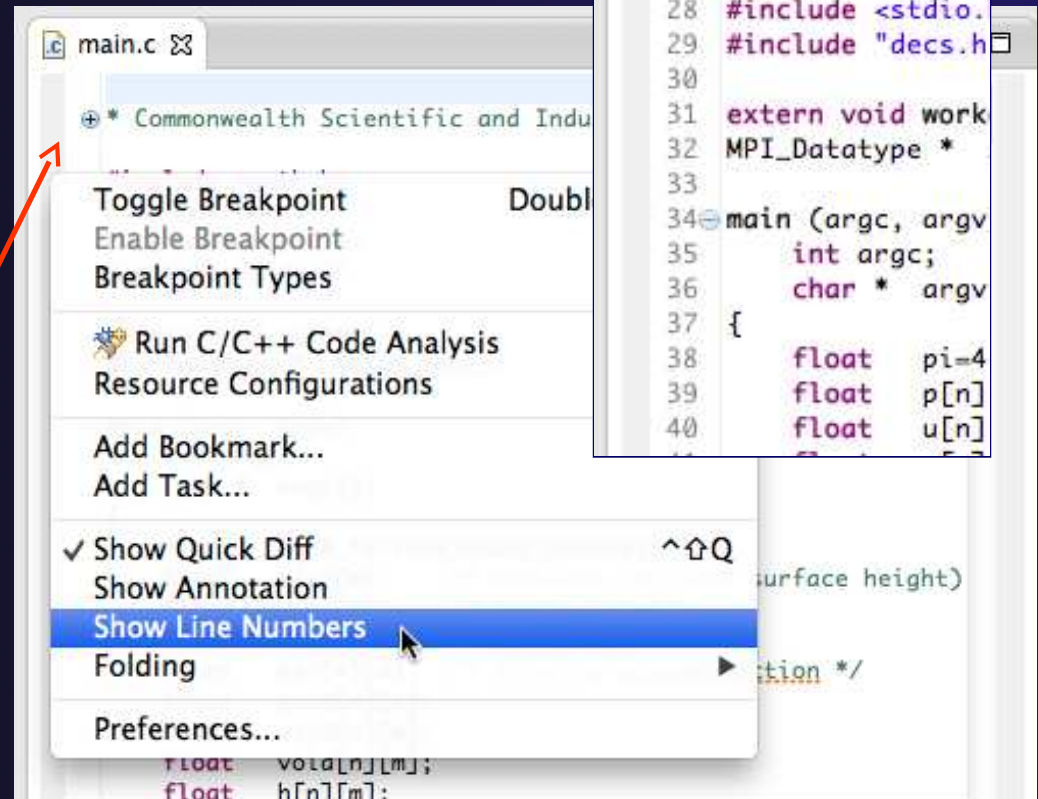 main.c
* Commonwealth Scientific and Indu
Toggle Breakpoint Doubl
Enable Breakpoint
Breakpoint Types
Run C/C++ Code Analysis
Resource Configurations
Add Bookmark...
Add Task...
✓ Show Quick Diff ^⇧Q
Show Annotation
Show Line Numbers
Folding ▶
Preferences...
surface height)
*/
float void[n][m];
float h[n][m];
28 #include <stdio.
29 #include "decs.h
30
31 extern void work
32 MPI_Datatype *
33
34 main (argc, argv
35 int argc;
36 char * argv
37 {
38 float pi=4
39 float p[n]
40 float u[n]